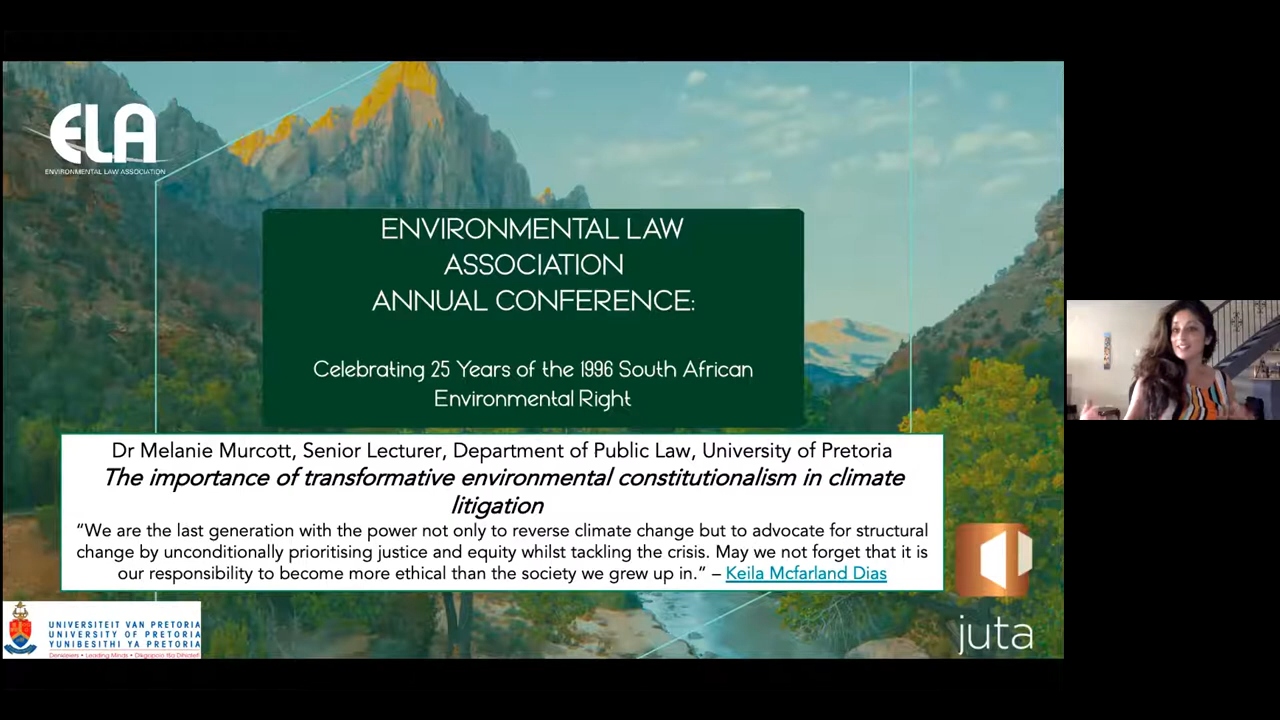 ELA
ENVIRONMENTAL LAW ASSOCIATION
ENVIRONMENTAL LAW
ASSOCIATION
ANNUAL CONFERENCE:
Celebrating 25 Years of the 1996 South African
Environmental Right
Dr Melanie Murcott, Senior Lecturer, Department of Public Law, University of Pretoria
The importance of transformative environmental constitutionalism in climate
litigation
“We are the last generation with the power not only to reverse climate change but to advocate for structural
change by unconditionally prioritising justice and equity whilst tackling the crisis. May we not forget that it is
our responsibility to become more ethical than the society we grew up in.” – Keila Mcfarland Dias
juta
UNIVERSITEIT VAN PRETORIA
UNIVERSITY OF PRETORIA
YUNIBESITHI YA PRETORIA
Leading Minds